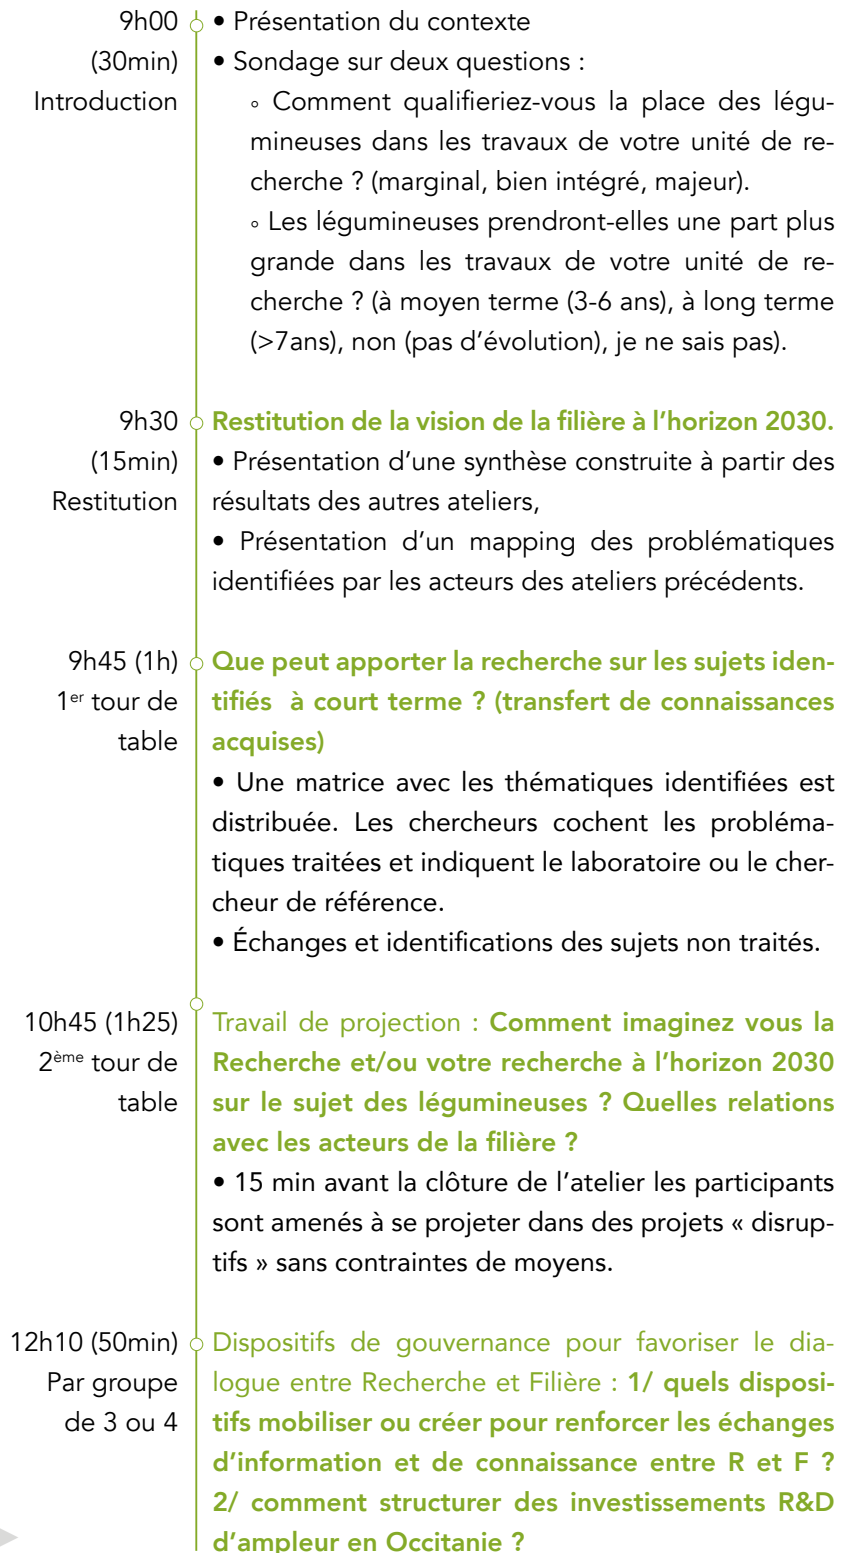 9h00
(30min)
Introduction
• Présentation du contexte
• Sondage sur deux questions :
◦ Comment qualifieriez-vous la place des légu-
mineuses dans les travaux de votre unité de re-
cherche ? (marginal, bien intégré, majeur).
◦ Les légumineuses prendront-elles une part plus
grande dans les travaux de votre unité de re-
cherche ? (à moyen terme (3-6 ans), à long terme
(>7ans), non (pas d’évolution), je ne sais pas).
9h30
(15min)
Restitution
Restitution de la vision de la filière à l’horizon 2030.
• Présentation d’une synthèse construite à partir des
résultats des autres ateliers,
• Présentation d’un mapping des problématiques
identifiées par les acteurs des ateliers précédents.
9h45 (1h)
1er tour de
table
Que peut apporter la recherche sur les sujets iden-
tifiés à court terme ? (transfert de connaissances
acquises)
• Une matrice avec les thématiques identifiées est
distribuée. Les chercheurs cochent les probléma-
tiques traitées et indiquent le laboratoire ou le cher-
cheur de référence.
• Échanges et identifications des sujets non traités.
10h45 (1h25)
2ème tour de
table
Travail de projection : Comment imaginez vous la
Recherche et/ou votre recherche à l’horizon 2030
sur le sujet des légumineuses ? Quelles relations
avec les acteurs de la filière ?
• 15 min avant la clôture de l’atelier les participants
sont amenés à se projeter dans des projets « disrup-
tifs » sans contraintes de moyens.
12h10 (50min)
Par groupe
de 3 ou 4
Dispositifs de gouvernance pour favoriser le dia-
logue entre Recherche et Filière : 1/ quels disposi-
tifs mobiliser ou créer pour renforcer les échanges
d’information et de connaissance entre R et F ?
2/ comment structurer des investissements R&D
d’ampleur en Occitanie ?